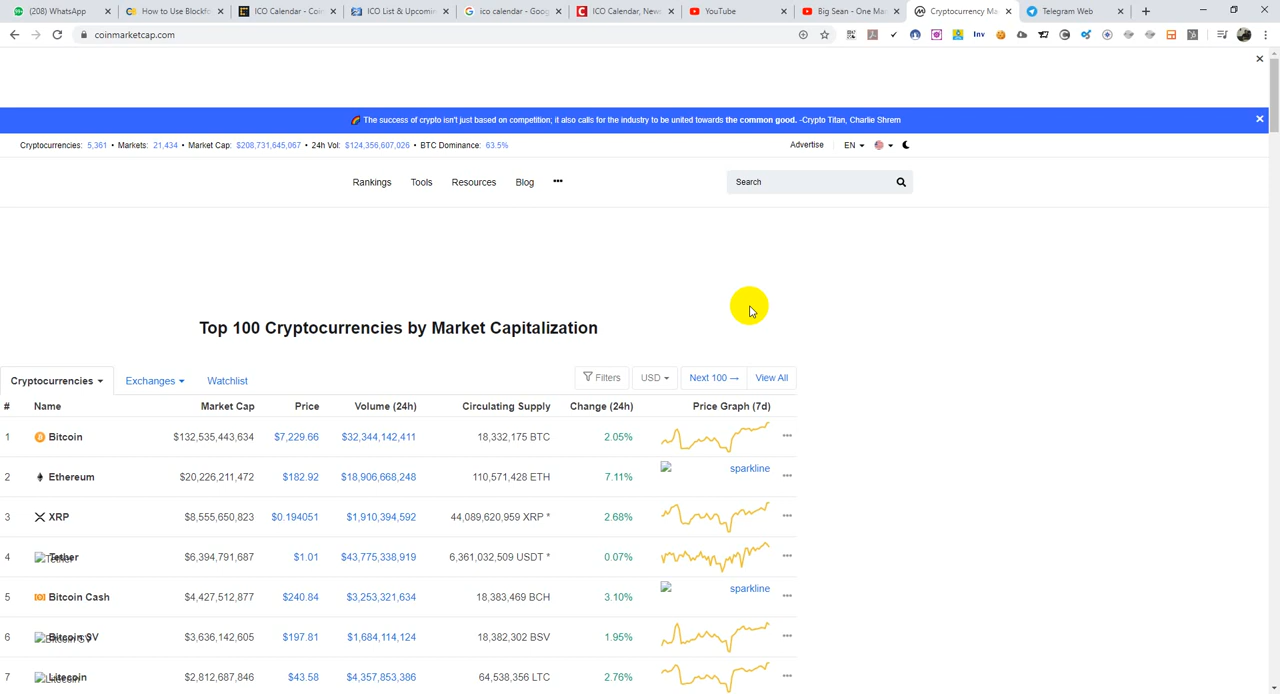 (208) WhatsApp
How to Use Blockfo
ICO Calendar - Coi
ICO List & Upcomin
ico calendar - Goog
ICO Calendar, New
YouTube
Big Sean - One Ma
Cryptocurrency Ma
Telegram Web
coinmarketcap.com
Inv
The success of crypto isn't just based on competition; it also calls for the industry to be united towards the common good. -Crypto Titan, Charlie Shrem
Cryptocurrencies: 5,361 • Markets: 21,434 • Market Cap: $208,731,645,067 • 24h Vol: $124,356,607,026 • BTC Dominance: 63.5%
Advertise EN
Rankings Tools Resources Blog ••• Search
Top 100 Cryptocurrencies by Market Capitalization
Cryptocurrencies Exchanges Watchlist Filters USD Next 100 → View All
# Name Market Cap Price Volume (24h) Circulating Supply Change (24h) Price Graph (7d)
1 Bitcoin $132,535,443,634 $7,229.66 $32,344,142,411 18,332,175 BTC 2.05%
2 Ethereum $20,226,211,472 $182.92 $18,906,668,248 110,571,428 ETH 7.11% sparkline
3 XRP $8,555,650,823 $0.194051 $1,910,394,592 44,089,620,959 XRP * 2.68%
4 Tether $6,394,791,687 $1.01 $43,775,338,919 6,361,032,509 USDT * 0.07%
5 Bitcoin Cash $4,427,512,877 $240.84 $3,253,321,634 18,383,469 BCH 3.10% sparkline
6 Bitcoin SV $3,636,142,605 $197.81 $1,684,114,124 18,382,302 BSV 1.95%
7 Litecoin $2,812,687,846 $43.58 $4,357,853,386 64,538,356 LTC 2.76%